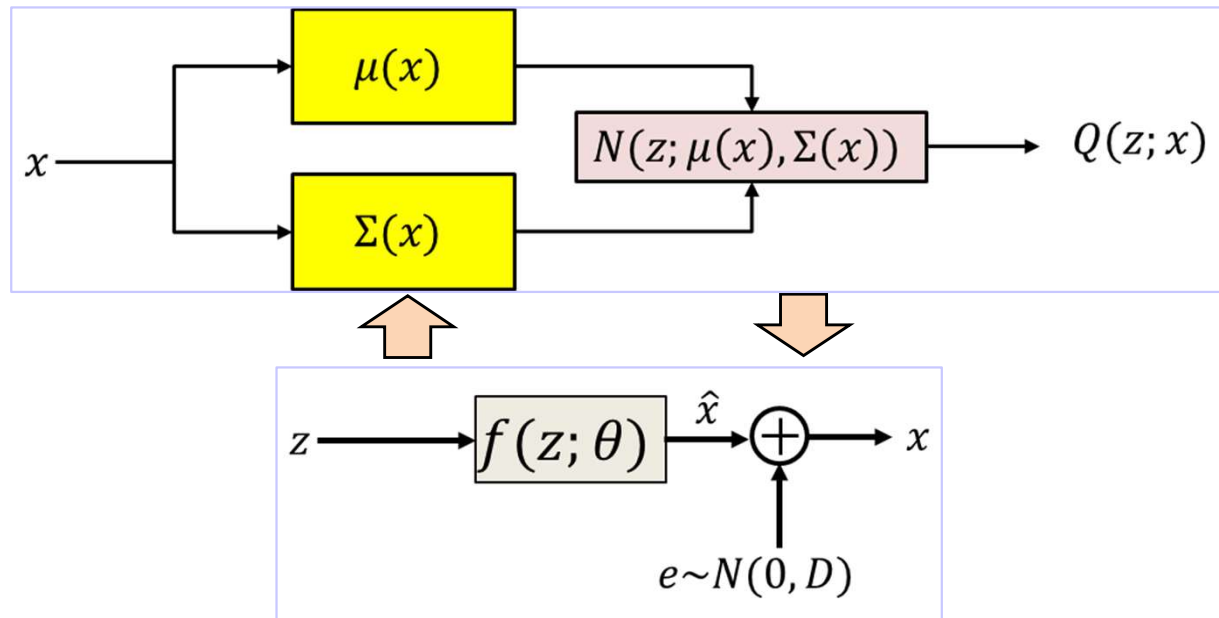 μ(x)
x
N(z; μ(x), Σ(x))
Q(z; x)
Σ(x)
z
f(z; θ)
x̂
+
x
e~N(0, D)